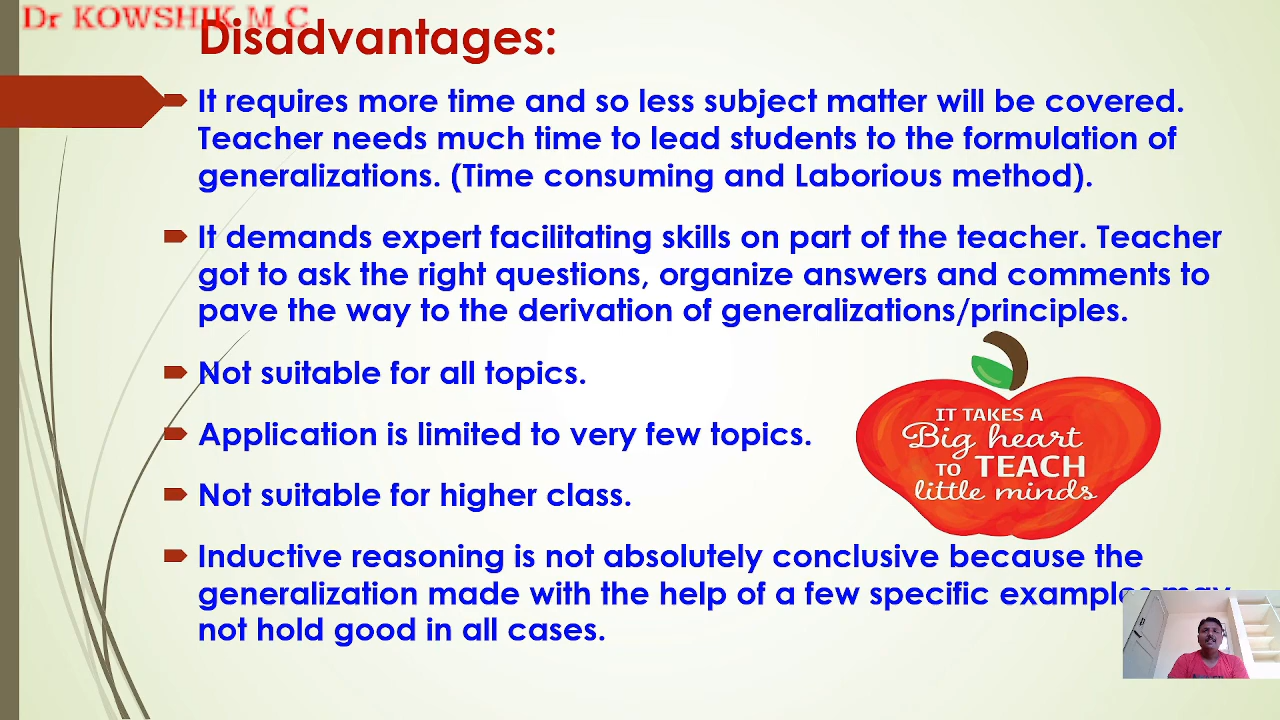 Dr KOWSHIK M C
Disadvantages:
It requires more time and so less subject matter will be covered.
Teacher needs much time to lead students to the formulation of
generalizations. (Time consuming and Laborious method).
It demands expert facilitating skills on part of the teacher. Teacher
got to ask the right questions, organize answers and comments to
pave the way to the derivation of generalizations/principles.
Not suitable for all topics.
Application is limited to very few topics.
Not suitable for higher class.
IT TAKES A
Big heart
TO TEACH
little minds
Inductive reasoning is not absolutely conclusive because the
generalization made with the help of a few specific examples may
not hold good in all cases.